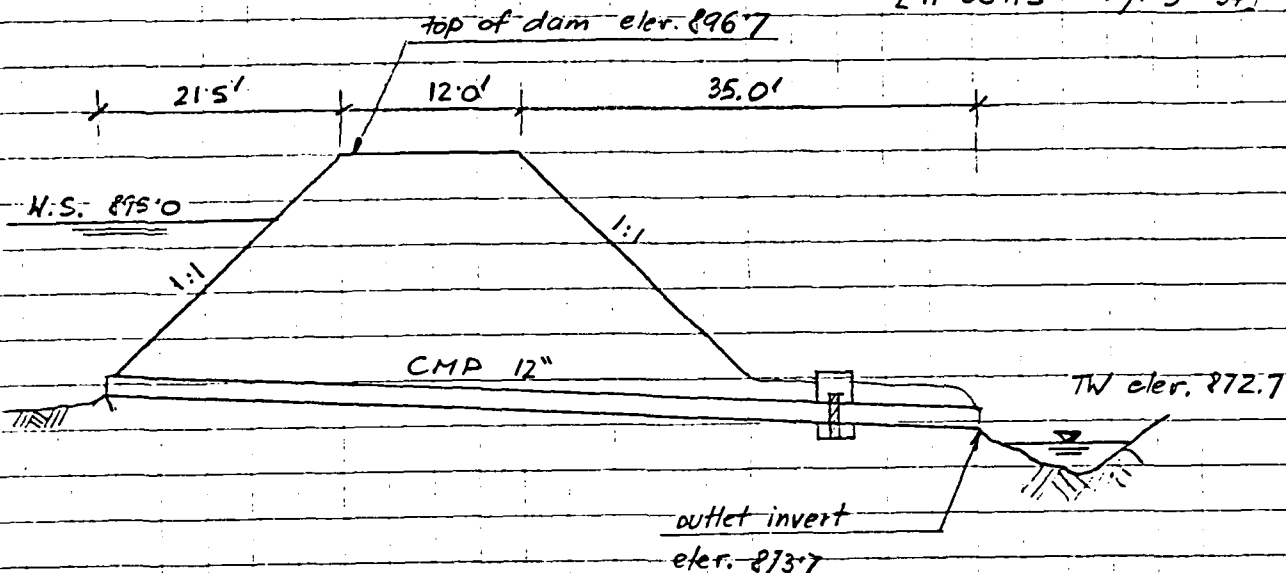 top of dam elev. 896.7
21.5' 12.0' 35.0'
W.S. 895.0
1:1
1:1
CMP 12"
TW elev. 872.7
outlet invert
elev. 873.7